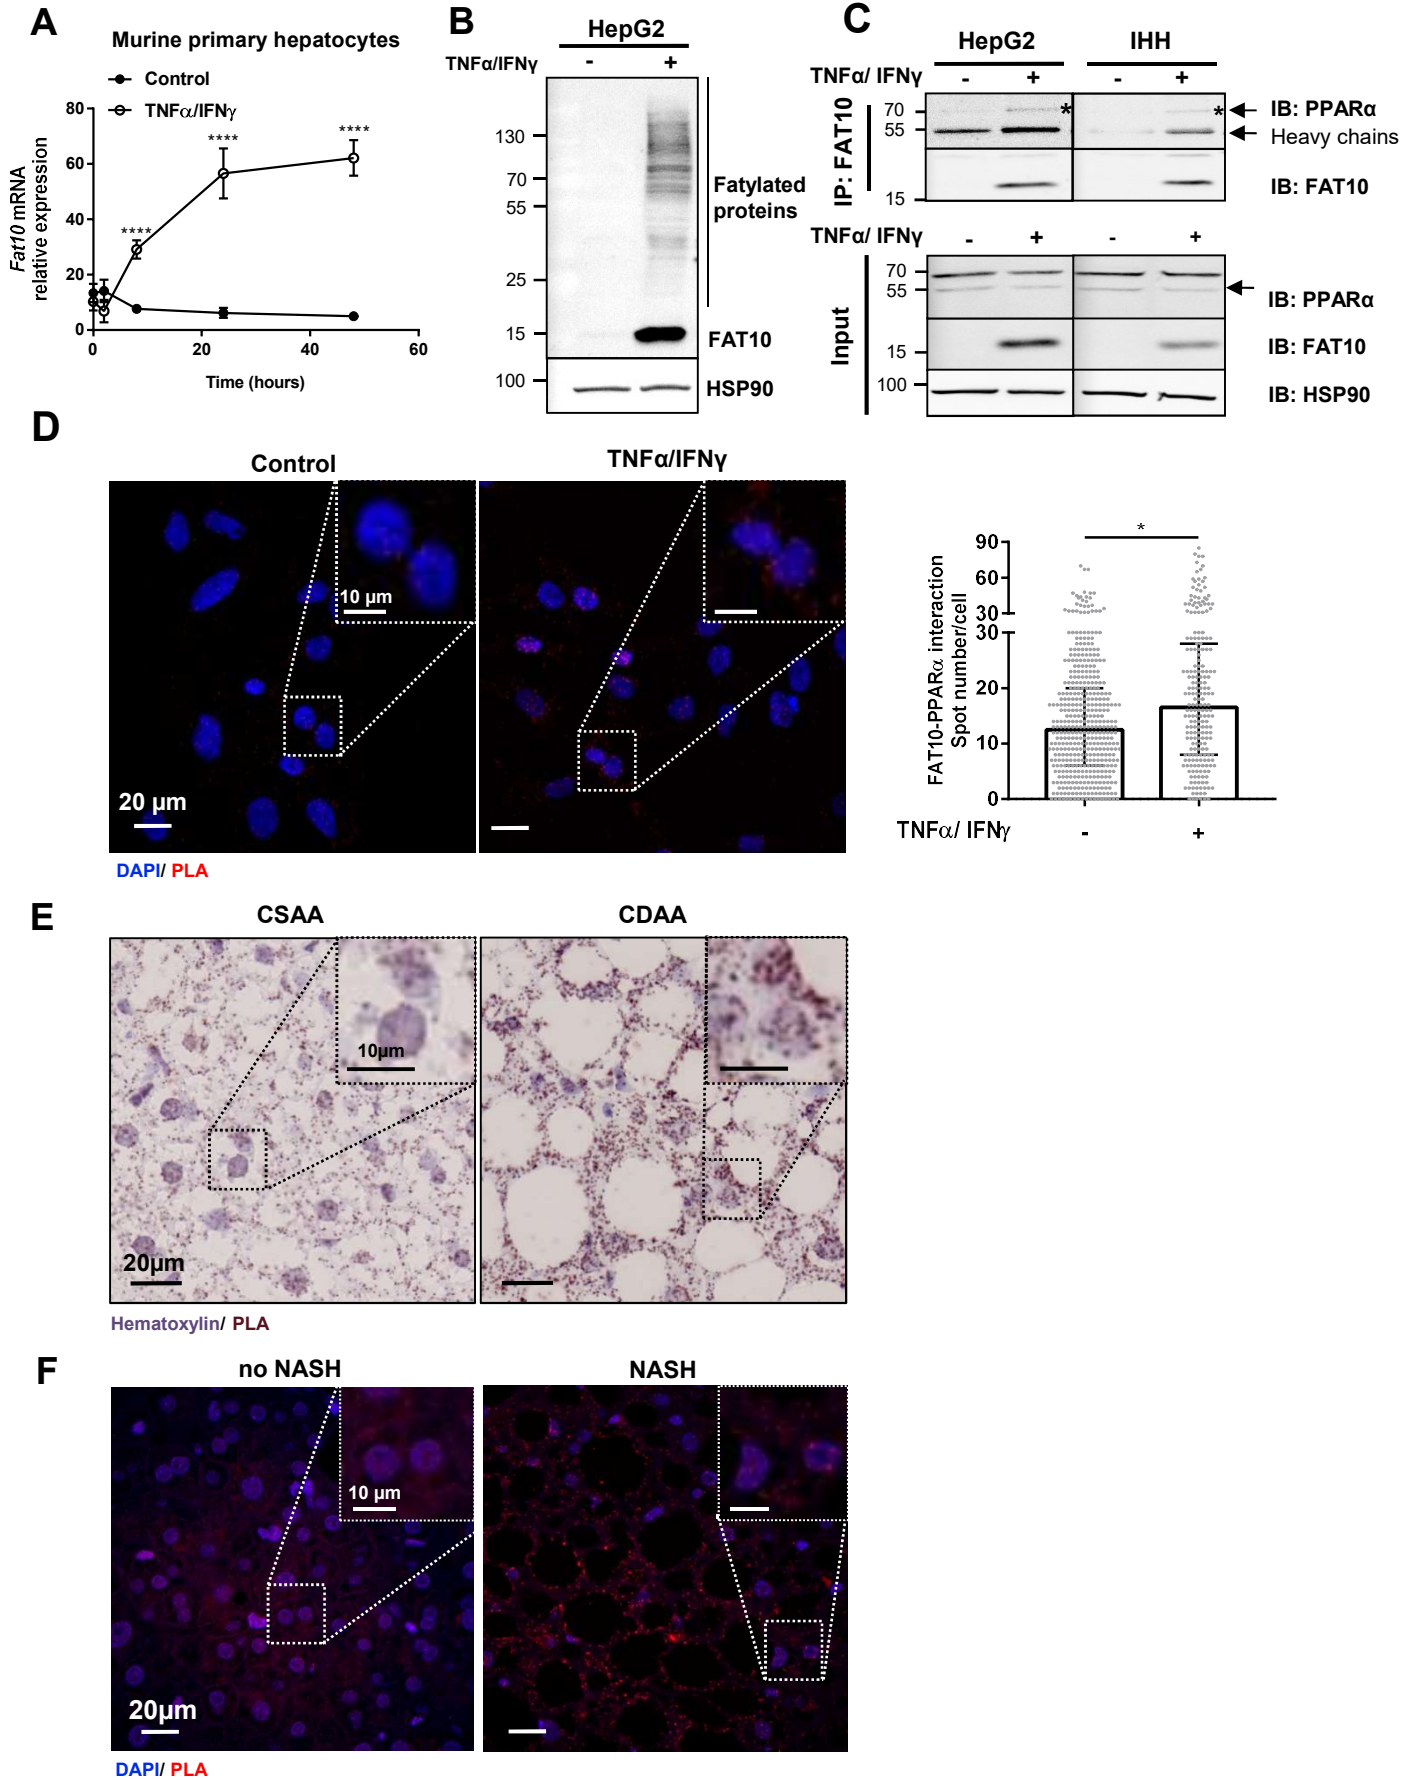 A
Murine primary hepatocytes
Control
TNFα/IFNγ
Fat10 mRNA
relative expression
80
60
40
20
0
****
****
****
0
20
40
60
Time (hours)
B
HepG2
TNFα/IFNγ
-
+
130
70
55
25
15
100
Fatylated
proteins
FAT10
HSP90
C
HepG2
IHH
TNFα/ IFNγ
-
+
-
+
IP: FAT10
70
55
15
*
*
IB: PPARα
Heavy chains
IB: FAT10
TNFα/ IFNγ
-
+
-
+
Input
70
55
15
100
IB: PPARα
IB: FAT10
IB: HSP90
D
Control
TNFα/IFNγ
10 µm
20 µm
DAPI/ PLA
FAT10-PPARα interaction
Spot number/cell
*
90
60
30
30
20
10
0
TNFα/ IFNγ
-
+
E
CSAA
CDAA
10µm
20µm
Hematoxylin/ PLA
F
no NASH
NASH
10 µm
20µm
DAPI/ PLA